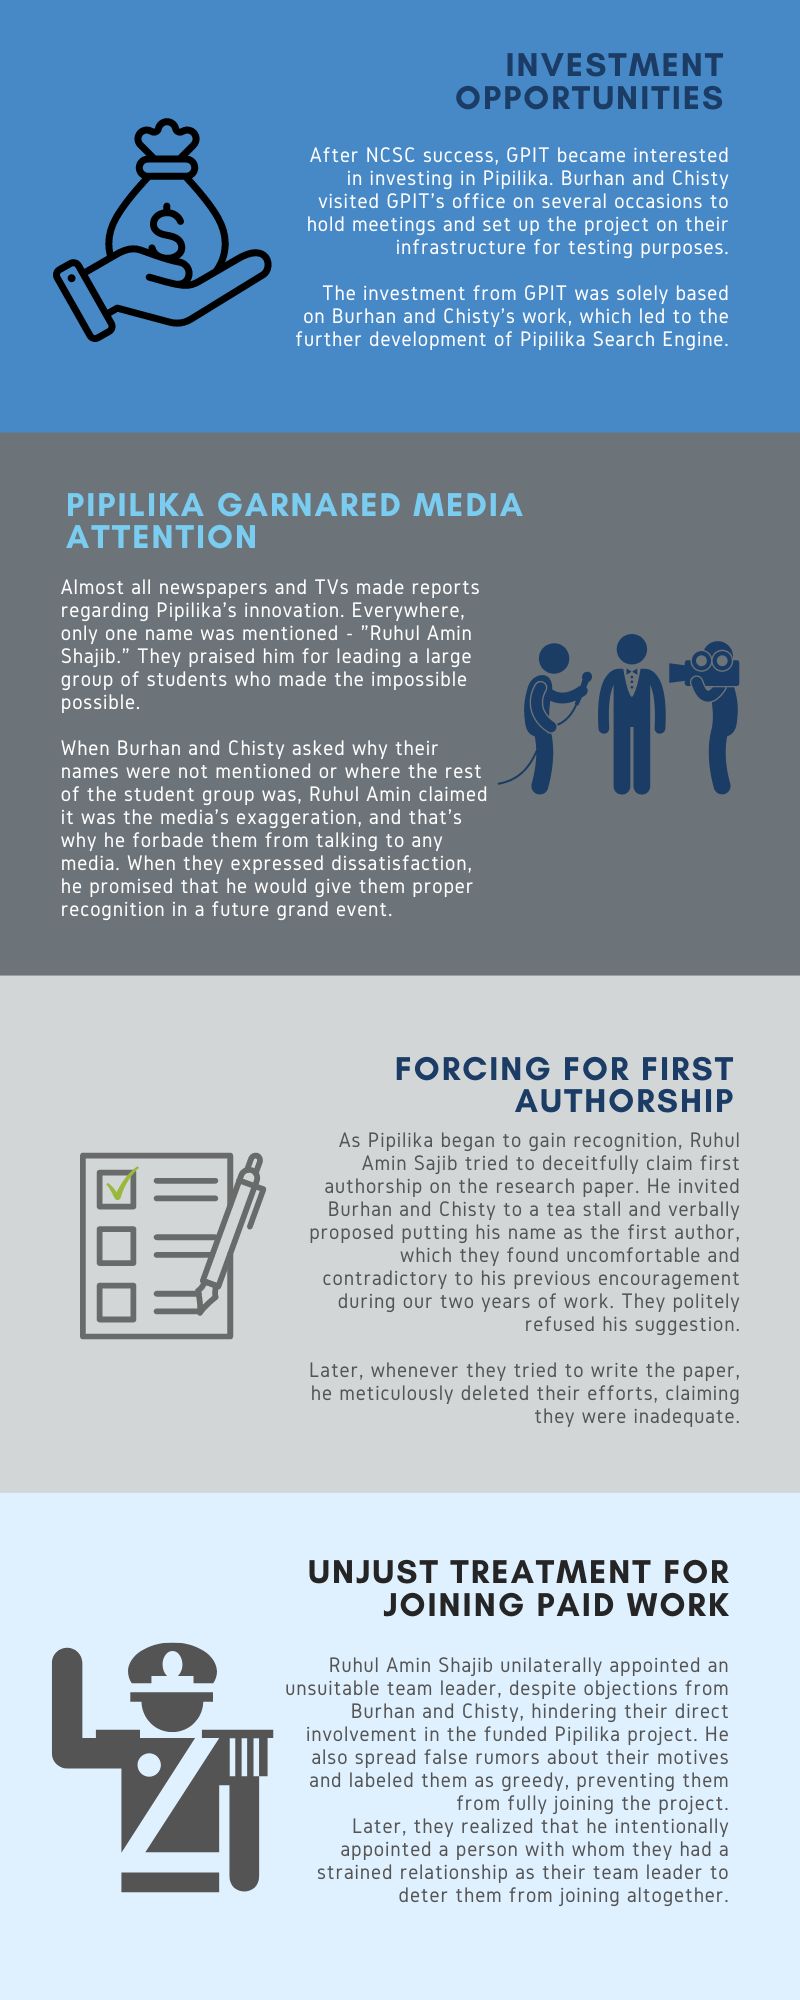 INVESTMENT
OPPORTUNITIES
After NCSC success, GPIT became interested
in investing in Pipilika. Burhan and Chisty
visited GPIT's office on several occasions to
hold meetings and set up the project on their
infrastructure for testing purposes.
The investment from GPIT was solely based
on Burhan and Chisty's work, which led to the
further development of Pipilika Search Engine.
$
PIPILIKA GARNARED MEDIA
ATTENTION
Almost all newspapers and TVs made reports
regarding Pipilika's innovation. Everywhere,
only one name was mentioned - "Ruhul Amin
Shajib." They praised him for leading a large
group of students who made the impossible
possible.
When Burhan and Chisty asked why their
names were not mentioned or where the rest
of the student group was, Ruhul Amin claimed
it was the media's exaggeration, and that's
why he forbade them from talking to any
media. When they expressed dissatisfaction,
he promised that he would give them proper
recognition in a future grand event.
FORCING FOR FIRST
AUTHORSHIP
As Pipilika began to gain recognition, Ruhul
Amin Sajib tried to deceitfully claim first
authorship on the research paper. He invited
Burhan and Chisty to a tea stall and verbally
proposed putting his name as the first author,
which they found uncomfortable and
contradictory to his previous encouragement
during our two years of work. They politely
refused his suggestion.
Later, whenever they tried to write the paper,
he meticulously deleted their efforts, claiming
they were inadequate.
UNJUST TREATMENT FOR
JOINING PAID WORK
Ruhul Amin Shajib unilaterally appointed an
unsuitable team leader, despite objections from
Burhan and Chisty, hindering their direct
involvement in the funded Pipilika project. He
also spread false rumors about their motives
and labeled them as greedy, preventing them
from fully joining the project.
Later, they realized that he intentionally
appointed a person with whom they had a
strained relationship as their team leader to
deter them from joining altogether.